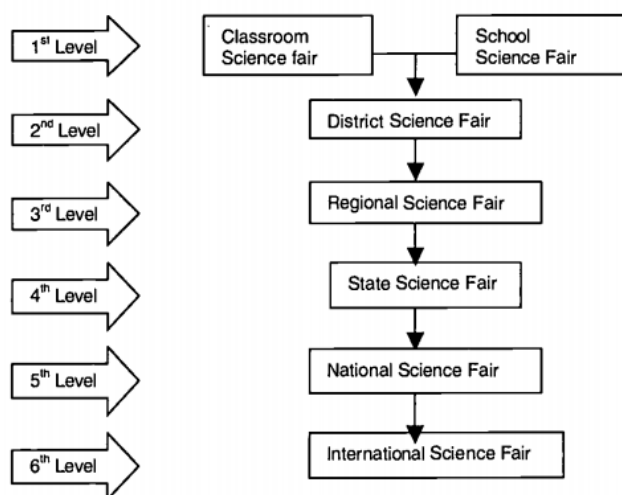 1st Level
Classroom
Science fair
School
Science Fair
2nd Level
District Science Fair
3rd Level
Regional Science Fair
4th Level
State Science Fair
5th Level
National Science Fair
6th Level
International Science Fair